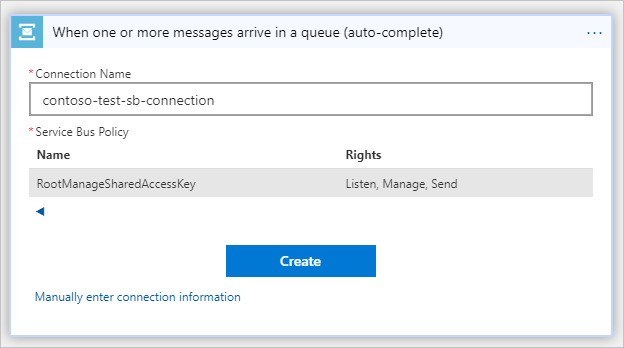 When one or more messages arrive in a queue (auto-complete)
* Connection Name
contoso-test-sb-connection
* Service Bus Policy
Name Rights
RootManageSharedAccessKey Listen, Manage, Send
Create
Manually enter connection information